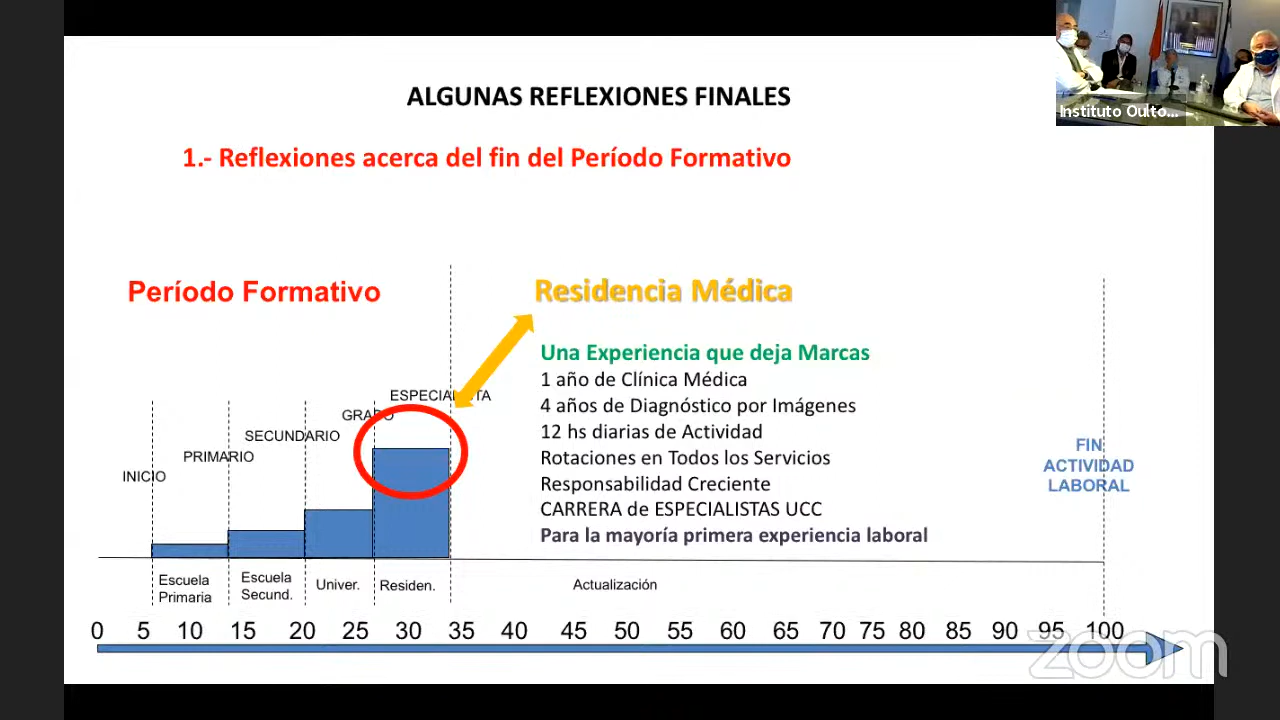 ALGUNAS REFLEXIONES FINALES
Instituto Oulto...
1.- Reflexiones acerca del fin del Período Formativo
Período Formativo
Residencia Médica
Una Experiencia que deja Marcas
1 año de Clínica Médica
4 años de Diagnóstico por Imágenes
12 hs diarias de Actividad
Rotaciones en Todos los Servicios
Responsabilidad Creciente
CARRERA de ESPECIALISTAS UCC
Para la mayoría primera experiencia laboral
ESPECIALISTA
GRADO
SECUNDARIO
PRIMARIO
INICIO
FIN
ACTIVIDAD
LABORAL
Escuela
Primaria
Escuela
Secund.
Univer.
Residen.
Actualización
0 5 10 15 20 25 30 35 40 45 50 55 60 65 70 75 80 85 90 95 100
zoom